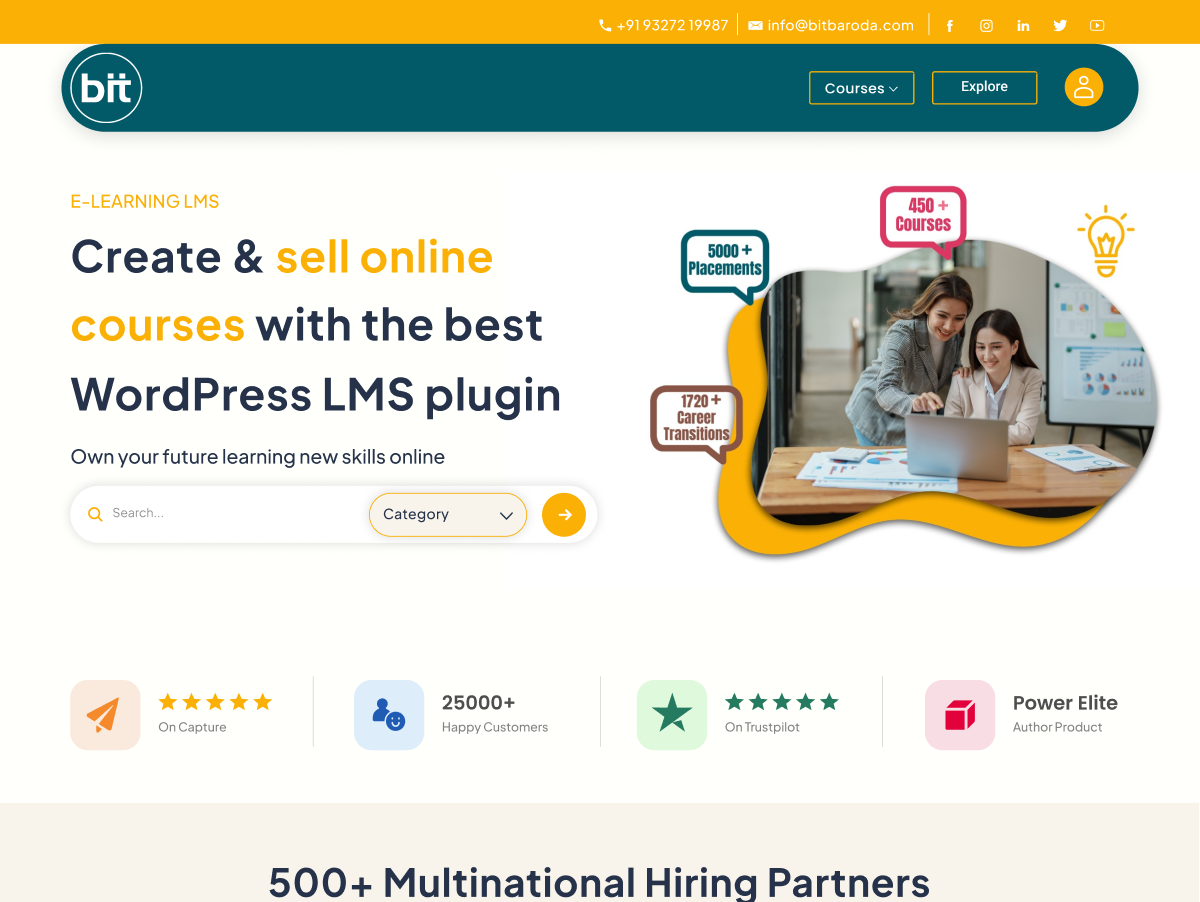 +91 93272 19987
info@bitbaroda.com
bit
Courses
Explore
E-LEARNING LMS
Create & sell online
courses with the best
WordPress LMS plugin
Own your future learning new skills online
Search...
Category
450 +
Courses
5000 +
Placements
1720 +
Career
Transitions
On Capture
25000+
Happy Customers
On Trustpilot
Power Elite
Author Product
500+ Multinational Hiring Partners